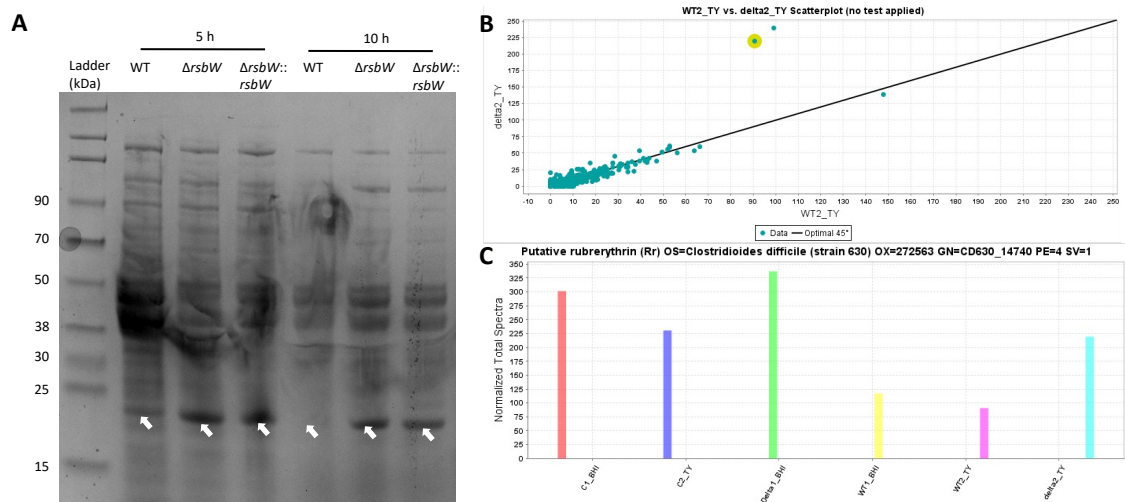 A
5 h
10 h
Ladder
(kDa)
WT
ΔrsbW
ΔrsbW::
rsbW
WT
ΔrsbW
ΔrsbW::
rsbW
90
70
50
38
30
25
15
B
WT2_TY vs. delta2_TY Scatterplot (no test applied)
delta2_TY
250
225
200
175
150
125
100
75
50
25
0
-10 0 10 20 30 40 50 60 70 80 90 100 110 120 130 140 150 160 170 180 190 200 210 220 230 240 250
WT2_TY
Data Optimal 45°
C
Putative rubrerythrin (Rr) OS=Clostridioides difficile (strain 630) OX=272563 GN=CD630_14740 PE=4 SV=1
Normalized Total Spectra
350
325
300
275
250
225
200
175
150
125
100
75
50
25
0
C1_BHI
C2_TY
Delta1_BHI
WT1_BHI
WT2_TY
delta2_TY